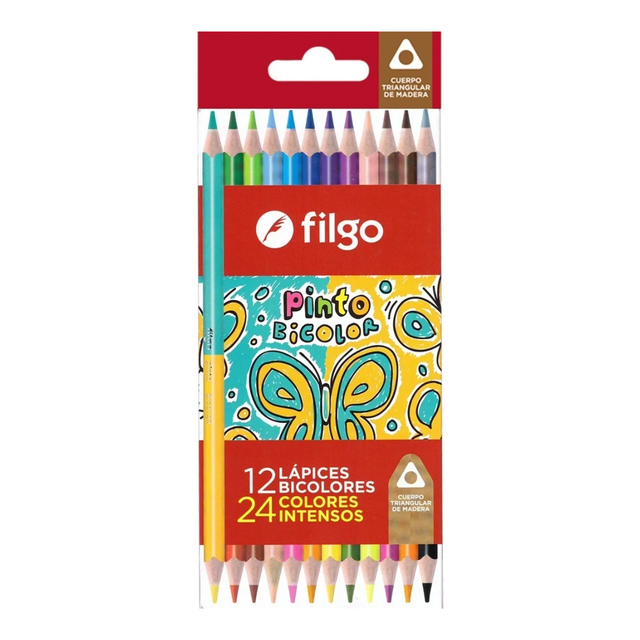 CUERPO
TRIANGULAR
DE MADERA
filgo
Pinto
BICOLOR
12 LÁPICES
BICOLORES
24 COLORES
INTENSOS
CUERPO
TRIANGULAR
DE MADERA